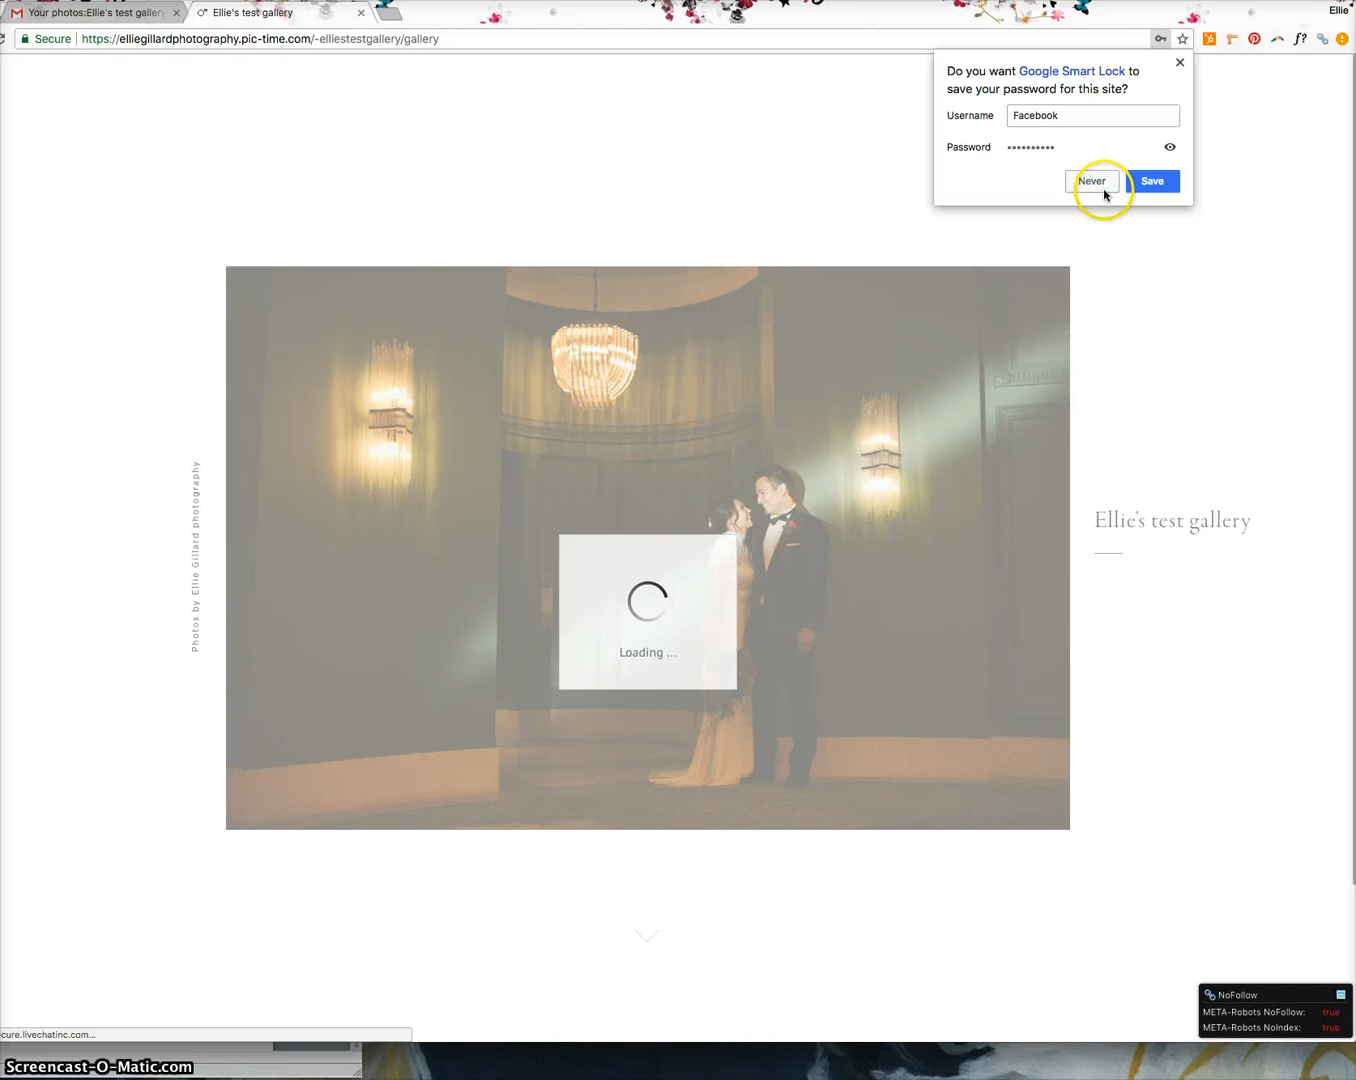 Your photos:Ellie's test gallery
Ellie's test gallery
Ellie
Secure
https://elliegillardphotography.pic-time.com/-elliestestgallery/gallery
f?
Do you want Google Smart Lock to
save your password for this site?
Username
Facebook
Password
Never
Save
Photos by Ellie Gillard photography
Ellie's test gallery
Loading ...
NoFollow
META-Robots NoFollow: true
META-Robots NoIndex: true
cure.livechatinc.com...
Screencast-O-Matic.com